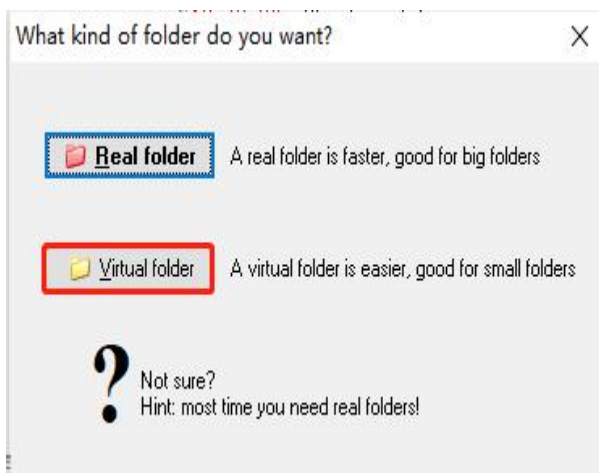 What kind of folder do you want?
Real folder A real folder is faster, good for big folders
Virtual folder A virtual folder is easier, good for small folders
?
Not sure?
Hint: most time you need real folders!